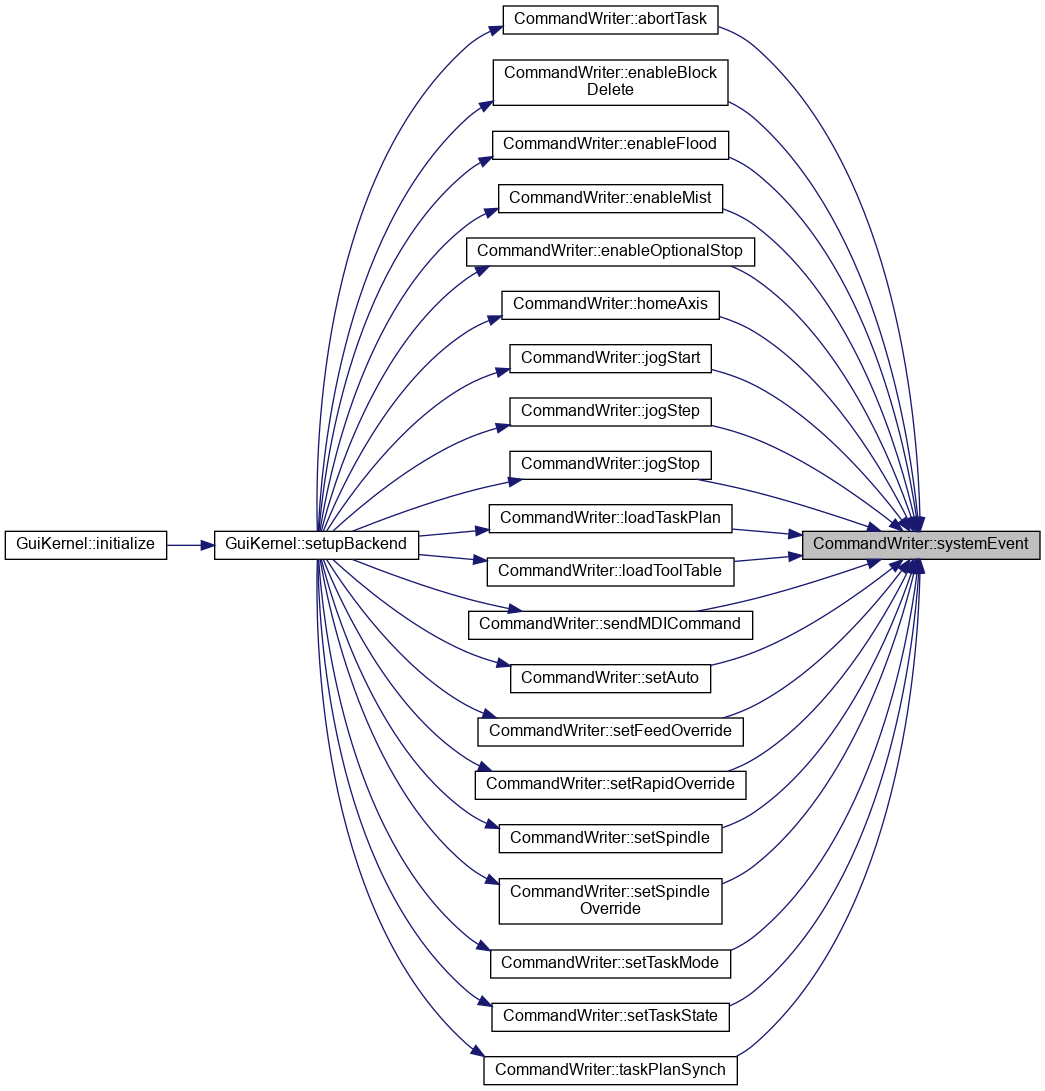 CommandWriter::abortTask
CommandWriter::enableBlock
Delete
CommandWriter::enableFlood
CommandWriter::enableMist
CommandWriter::enableOptionalStop
CommandWriter::homeAxis
CommandWriter::jogStart
CommandWriter::jogStep
CommandWriter::jogStop
CommandWriter::loadTaskPlan
GuiKernel::initialize
GuiKernel::setupBackend
CommandWriter::systemEvent
CommandWriter::loadToolTable
CommandWriter::sendMDICommand
CommandWriter::setAuto
CommandWriter::setFeedOverride
CommandWriter::setRapidOverride
CommandWriter::setSpindle
CommandWriter::setSpindle
Override
CommandWriter::setTaskMode
CommandWriter::setTaskState
CommandWriter::taskPlanSynch